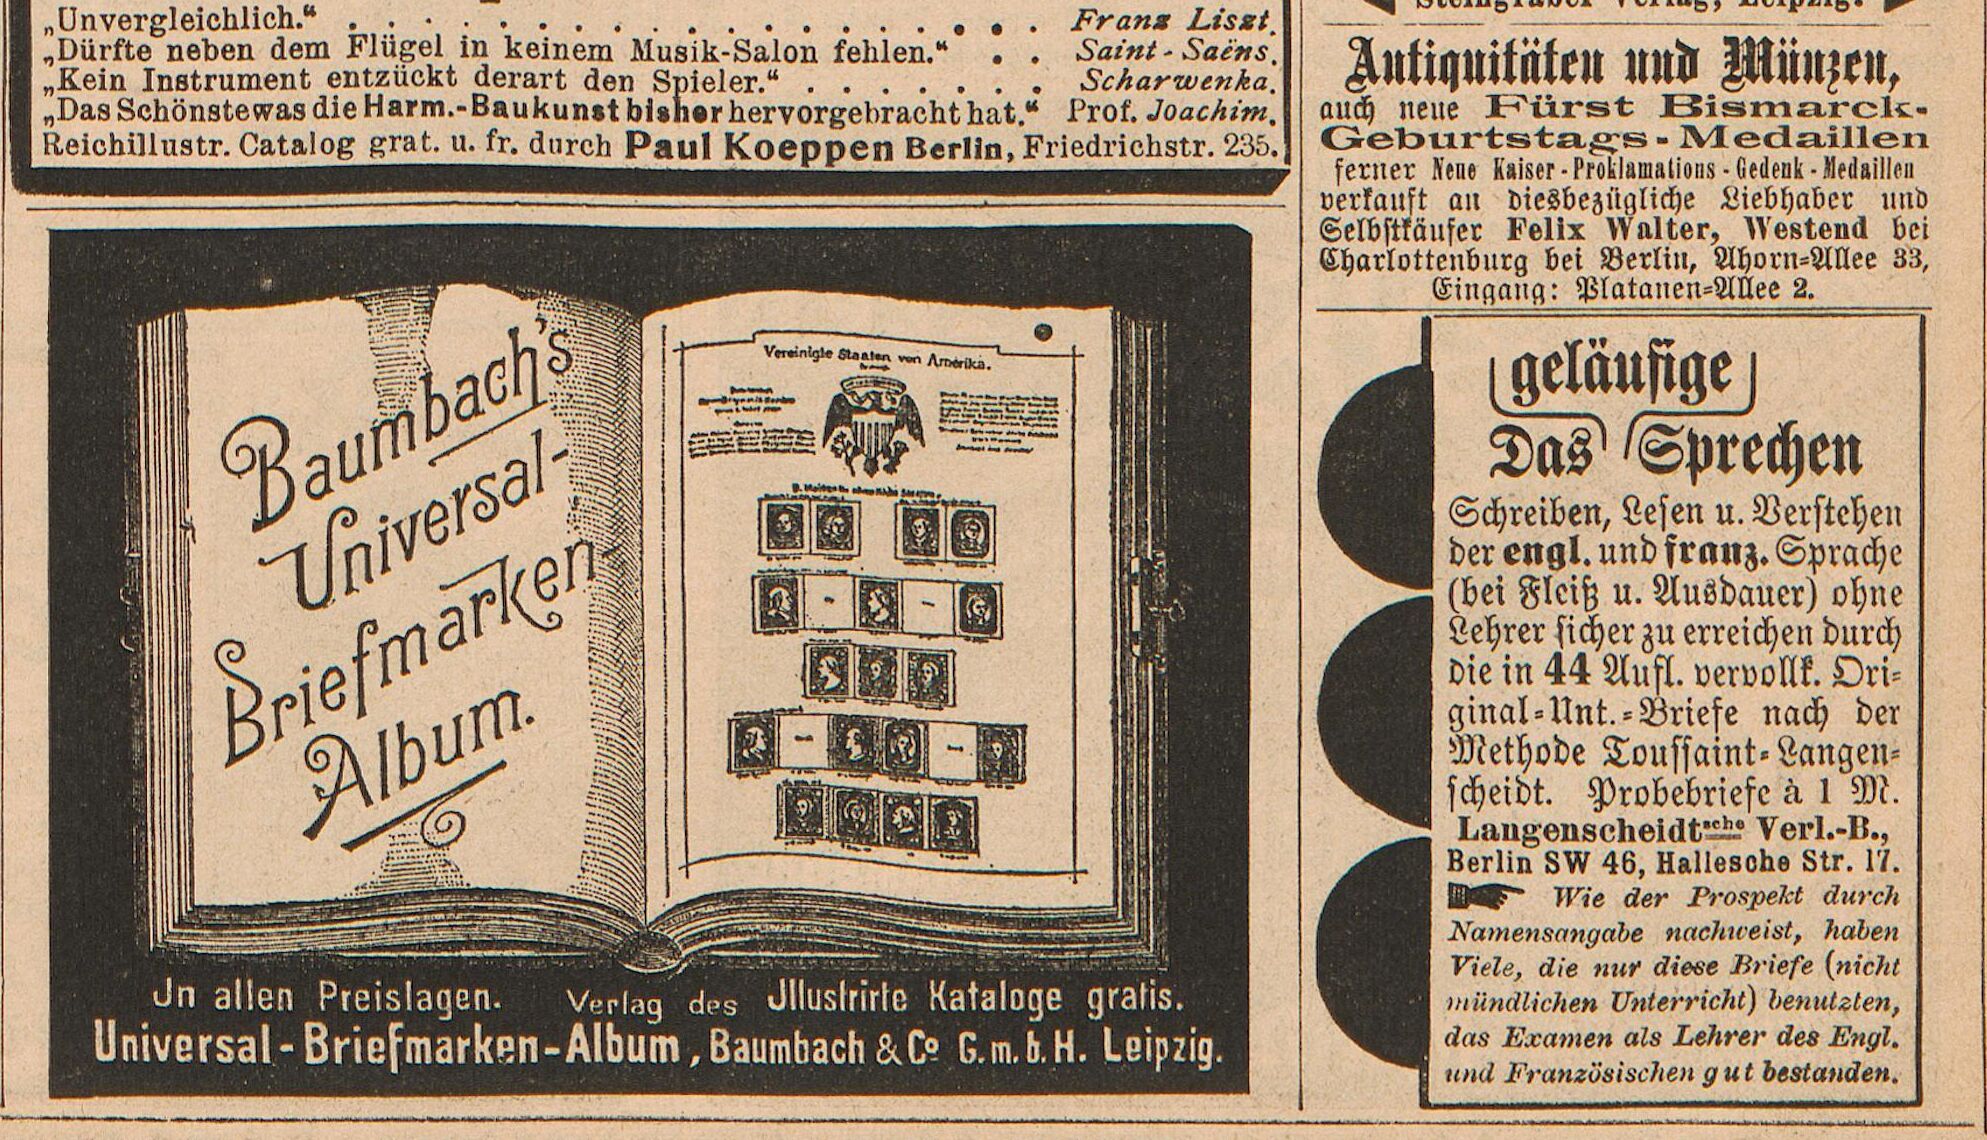 „Unvergleichlich.“ . . . . . . . . . . . . . . . . . . . Franz Liszt.
„Dürfte neben dem Flügel in keinem Musik-Salon fehlen.“ . . Saint-Saëns.
„Kein Instrument entzückt derart den Spieler.“ . . . . . . . . Scharwenka.
„Das Schönste was die Harm.-Baukunst bisher hervorgebracht hat.“ Prof. Joachim.
Reichillustr. Catalog grat. u. fr. durch Paul Koeppen Berlin, Friedrichstr. 235.
Baumbach's
Universal-
Briefmarken-
Album.
Vereinigte Staaten von Amerika.
Jn allen Preislagen. Verlag des Jllustrirte Kataloge gratis.
Universal-Briefmarken-Album, Baumbach & Co G.m.b.H. Leipzig.
Steingräber Verlag, Leipzig.
Antiquitäten und Münzen,
auch neue Fürst Bismarck-
Geburtstags-Medaillen
ferner Neue Kaiser-Proklamations-Gedenk-Medaillen
verkauft an diesbezügliche Liebhaber und
Selbstkäufer Felix Walter, Westend bei
Charlottenburg bei Berlin, Ahorn-Allee 33,
Eingang: Platanen-Allee 2.
geläufige
Das Sprechen
Schreiben, Lesen u. Verstehen
der engl. und franz. Sprache
(bei Fleiß u. Ausdauer) ohne
Lehrer sicher zu erreichen durch
die in 44 Aufl. vervollk. Ori-
ginal-Unt.-Briefe nach der
Methode Toussaint-Langen-
scheidt. Probebriefe à 1 M.
Langenscheidtsche Verl.-B.,
Berlin SW 46, Hallesche Str. 17.
Wie der Prospekt durch
Namensangabe nachweist, haben
Viele, die nur diese Briefe (nicht
mündlichen Unterricht) benutzten,
das Examen als Lehrer des Engl.
und Französischen gut bestanden.